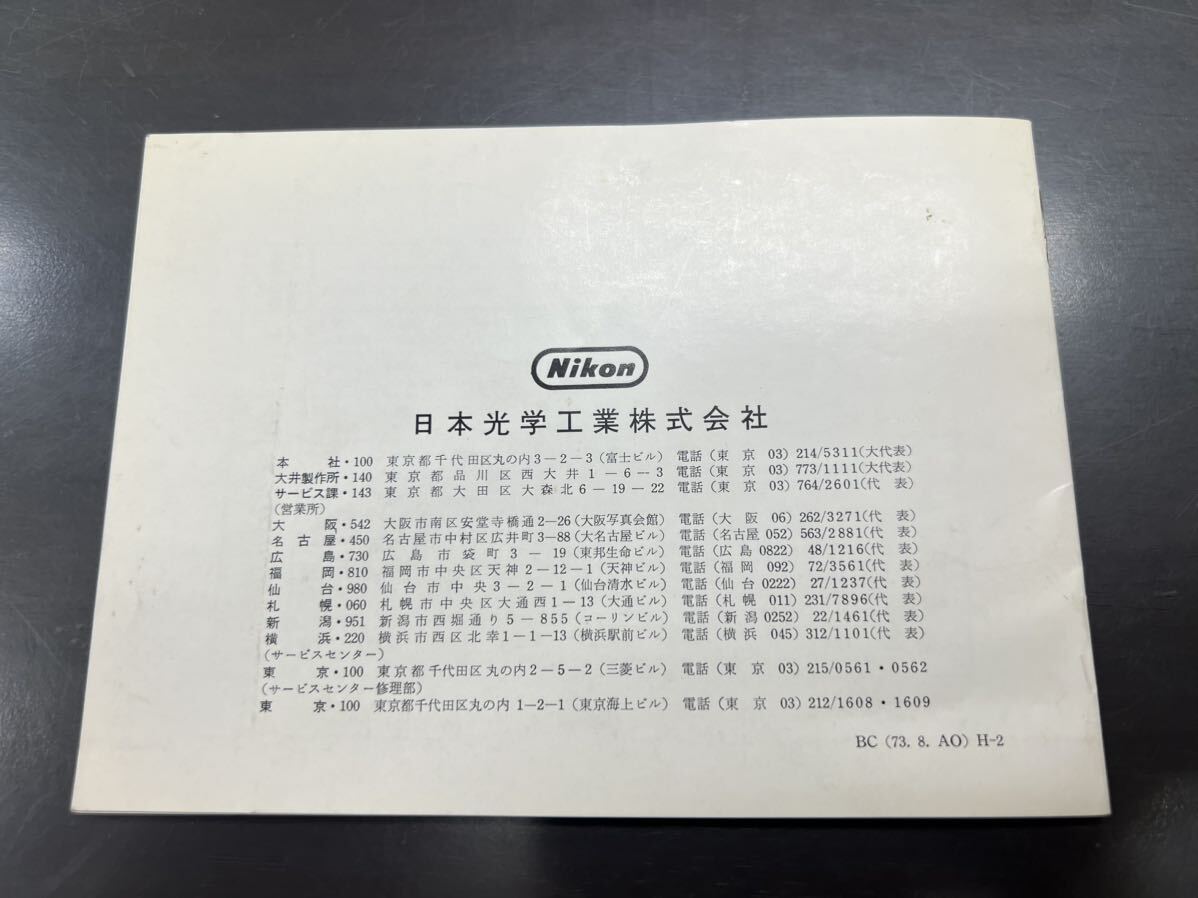 Nikon
日本光学工業株式会社
本社・100 東京都千代田区丸の内3－2－3(富士ビル) 電話(東京 03) 214/5311(大代表)
大井製作所・140 東京都品川区西大井1－6－3 電話(東京 03) 773/1111(大代表)
サービス課・143 東京都大田区大森北6－19－22 電話(東京 03) 764/2601(代表)
(営業所)
大阪・542 大阪市南区安堂寺橋通2－26(大阪写真会館) 電話(大阪 06) 262/3271(代表)
名古屋・450 名古屋市中村区広井町3－88(大名古屋ビル) 電話(名古屋 052) 563/2881(代表)
広島・730 広島市袋町3－19(東邦生命ビル) 電話(広島 0822) 48/1216(代表)
福岡・810 福岡市中央区天神2－12－1(天神ビル) 電話(福岡 092) 72/3561(代表)
仙台・980 仙台市中央3－2－1(仙台清水ビル) 電話(仙台 0222) 27/1237(代表)
札幌・060 札幌市中央区大通西1－13(大通ビル) 電話(札幌 011) 231/7896(代表)
新潟・951 新潟市西堀通り5－855(コーリンビル) 電話(新潟 0252) 22/1461(代表)
横浜・220 横浜市西区北幸1－1－13(横浜駅前ビル) 電話(横浜 045) 312/1101(代表)
(サービスセンター)
東京・100 東京都千代田区丸の内2－5－2(三菱ビル) 電話(東京 03) 215/0561・0562
(サービスセンター修理部)
東京・100 東京都千代田区丸の内1－2－1(東京海上ビル) 電話(東京 03) 212/1608・1609
BC (73. 8. AO) H-2